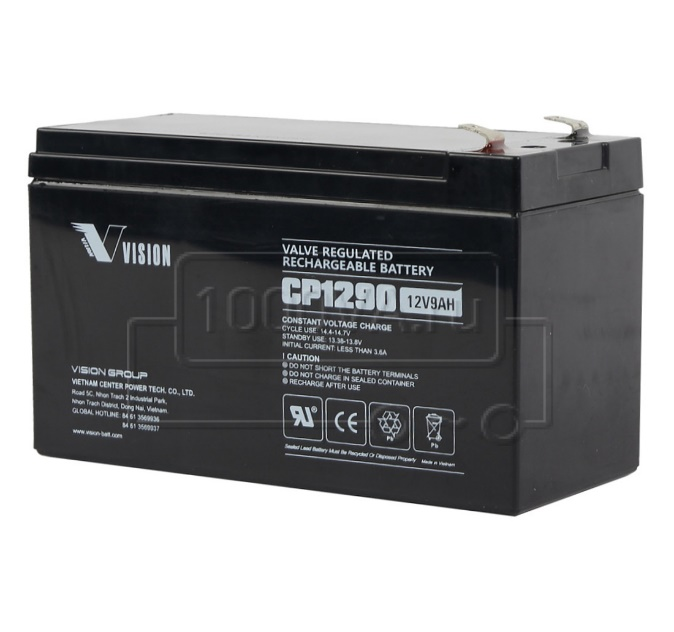 VISION
VALVE REGULATED
RECHARGEABLE BATTERY
CP1290 12V9AH
CONSTANT VOLTAGE CHARGE
CYCLE USE: 14.4-14.7V
STANDBY USE: 13.38-13.8V
INITIAL CURRENT: LESS THAN 3.6A
! CAUTION
DO NOT SHORT THE BATTERY TERMINALS
DO NOT CHARGE IN SEALED CONTAINER
RECHARGE AFTER USE
VISION GROUP
VIETNAM CENTER POWER TECH. CO., LTD.
Road 5C, Nhon Trach 2 Industrial Park,
Nhon Trach District, Dong Nai, Vietnam
GLOBAL HOTLINE: 84 61 3569936
84 61 3569937
www.vision-batt.com
CE
Pb
Pb
Sealed Lead Battery Must Be Recycled Or Disposed Properly
Made in Vietnam